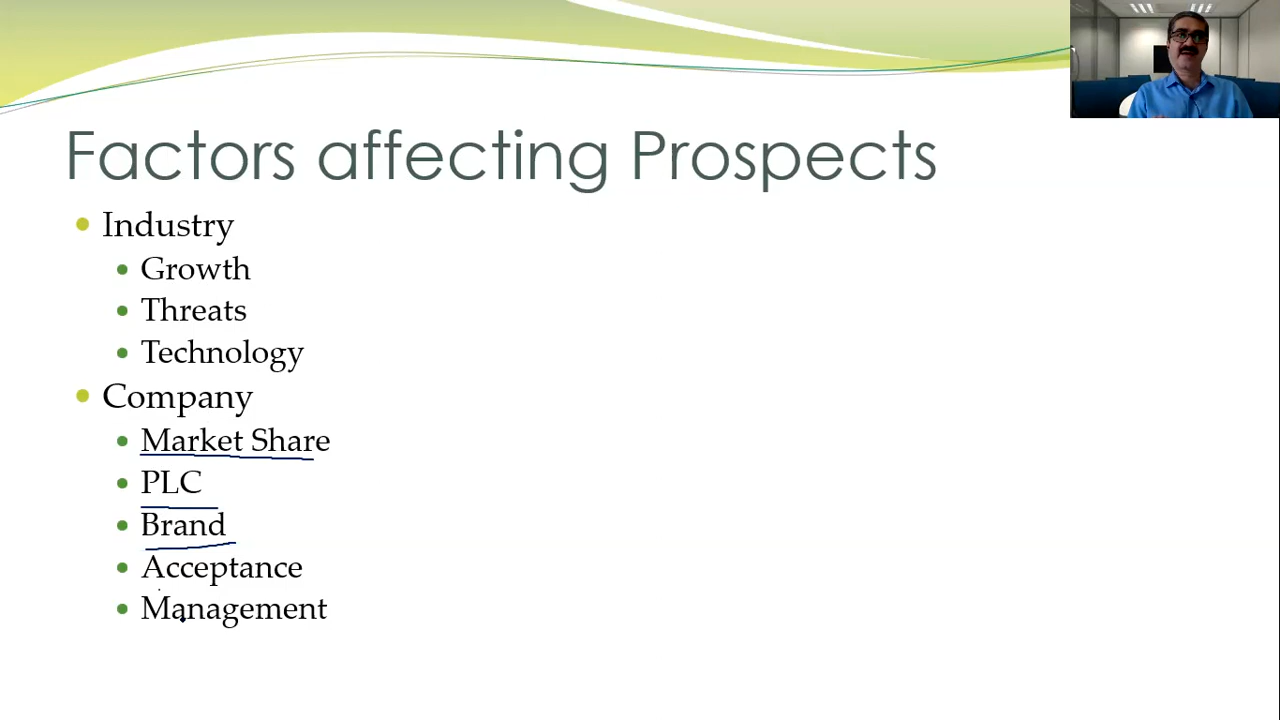 Factors affecting Prospects
Industry
Growth
Threats
Technology
Company
Market Share
PLC
Brand
Acceptance
Management